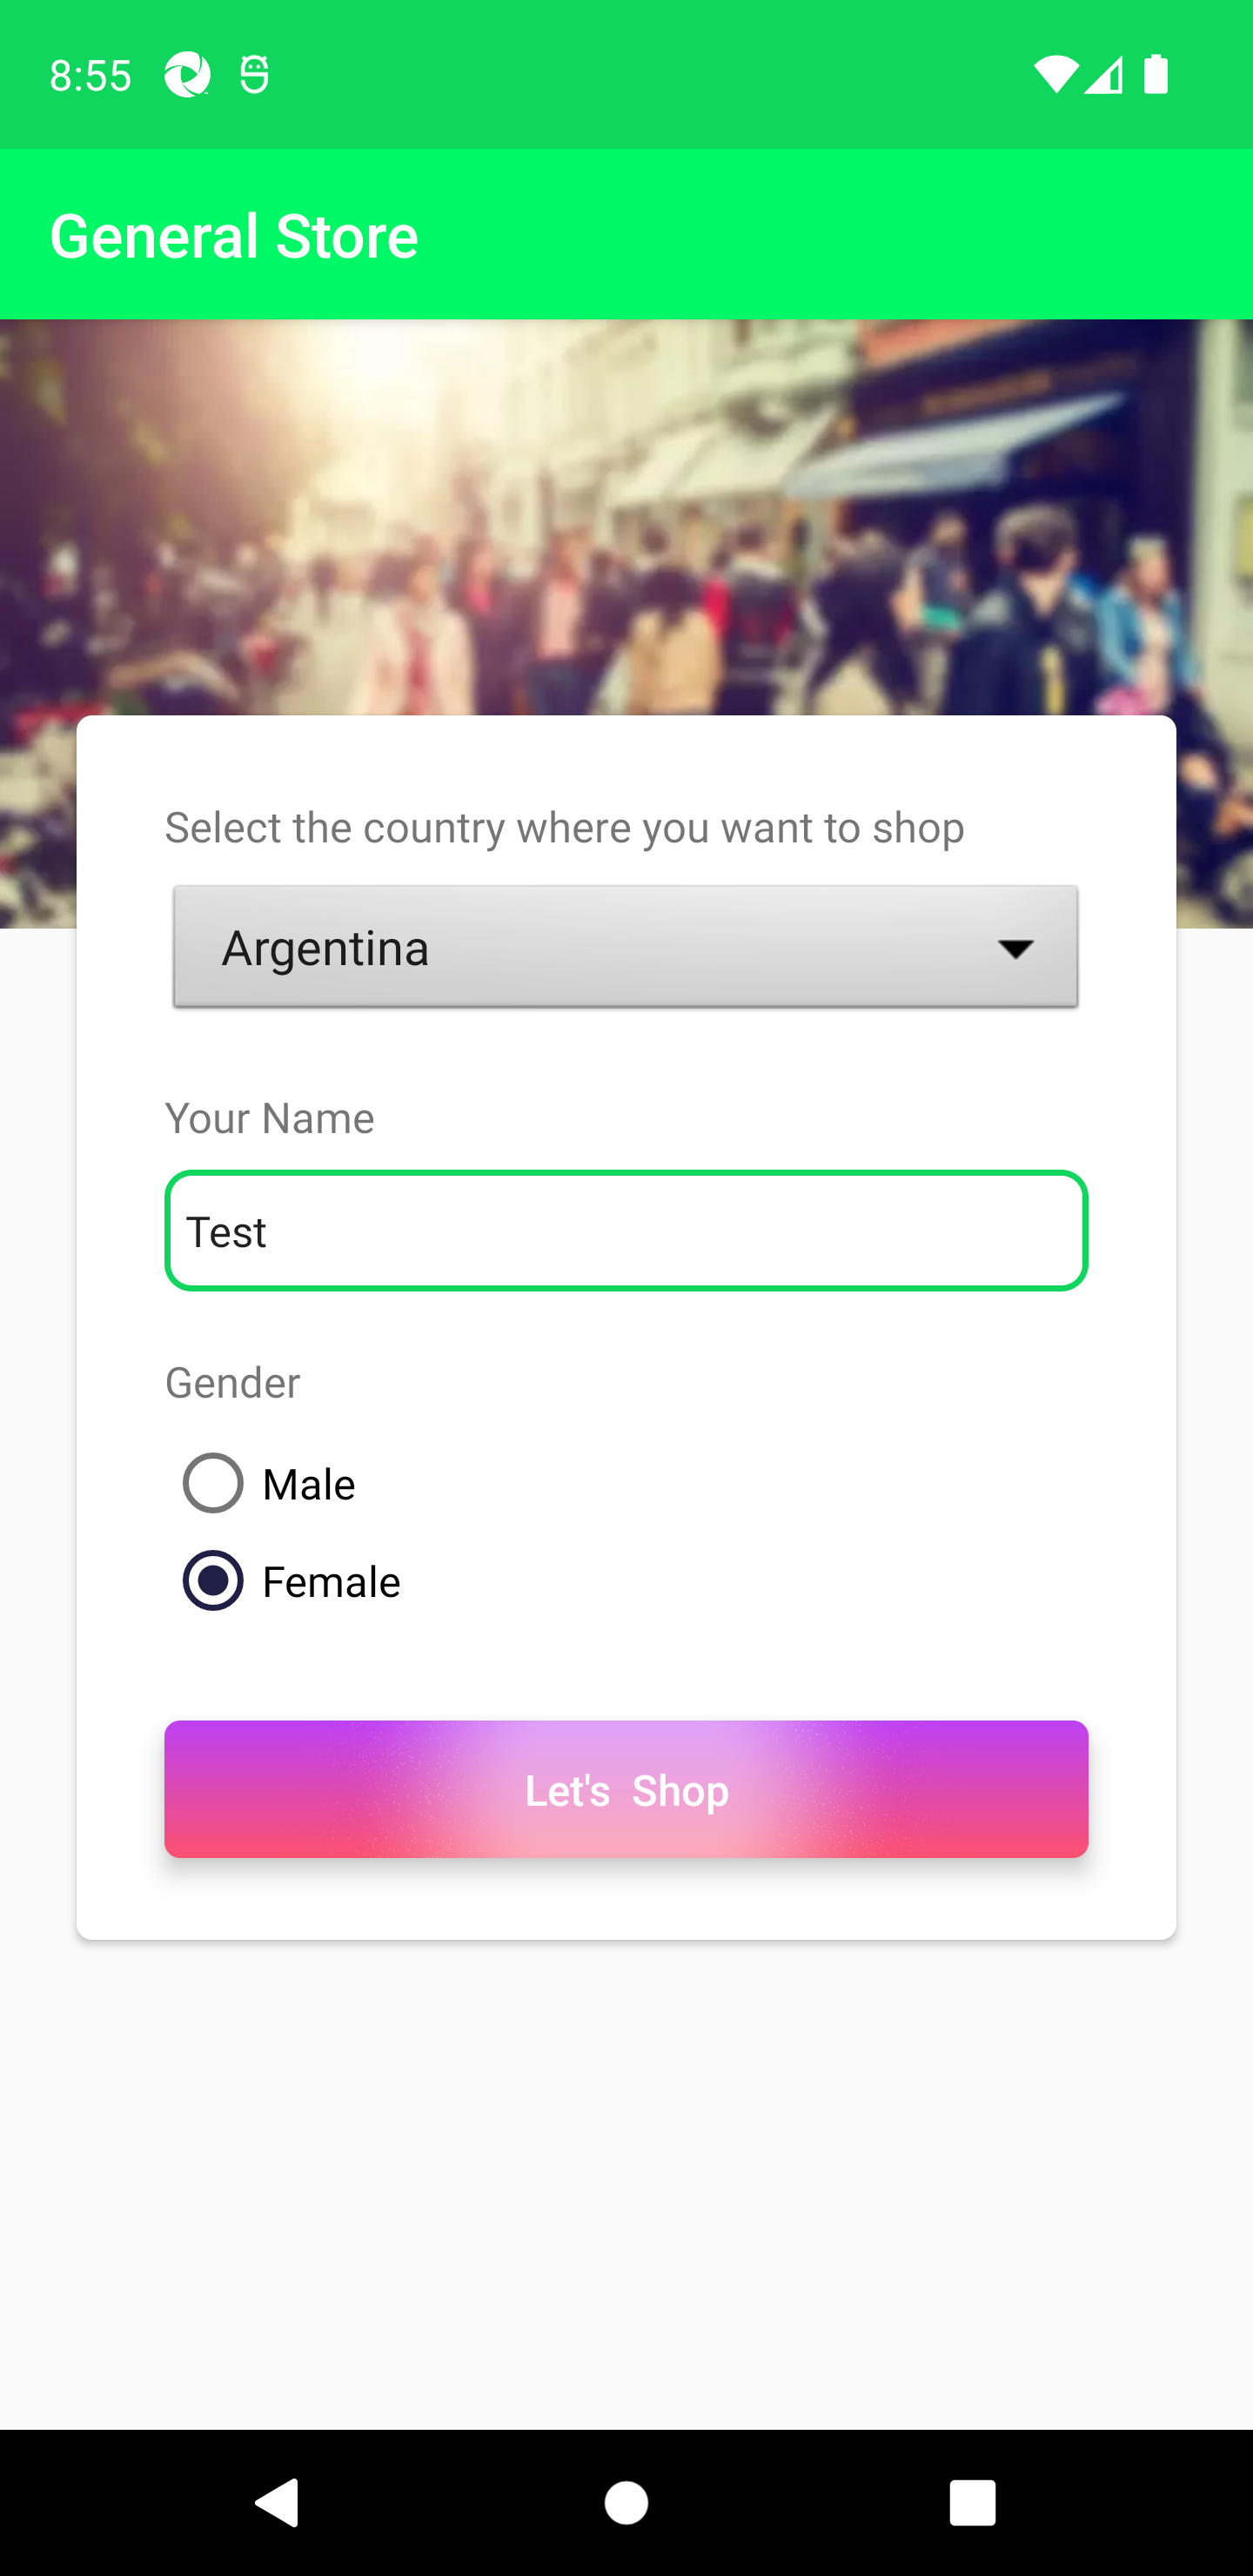 8:55
General Store
Select the country where you want to shop
Argentina
Your Name
Test
Gender
Male
Female
Let's Shop